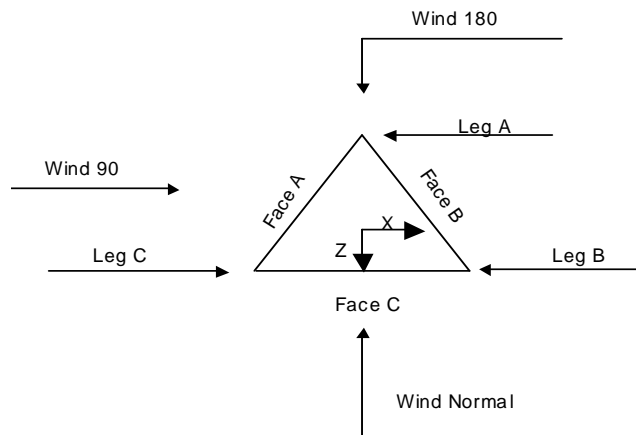 Wind 180
Leg A
Wind 90
Face A
Face B
X
Z
Leg C
Leg B
Face C
Wind Normal